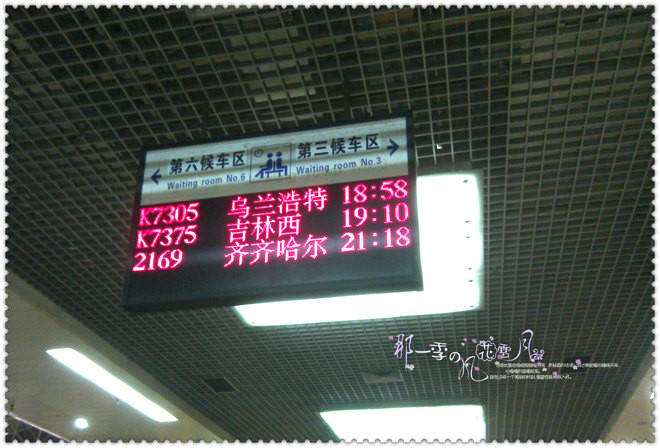 第六候车区 第三候车区
Waiting room No.6 Waiting room No.3
K7305 乌兰浩特 18:58
K7375 吉林西 19:10
2169 齐齐哈尔 21:18
那一季の風花雪月